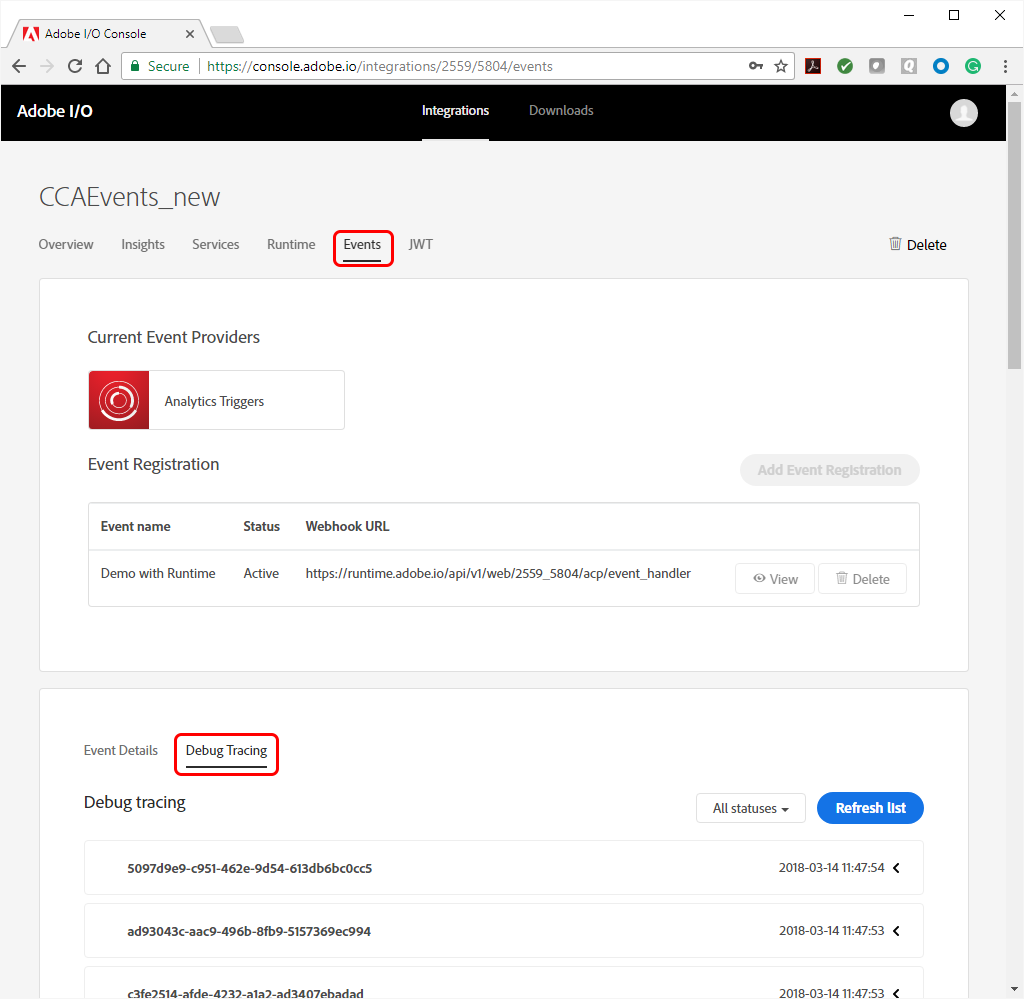 Adobe I/O Console
Secure https://console.adobe.io/integrations/2559/5804/events
Adobe I/O Integrations Downloads
CCAEvents_new
Overview Insights Services Runtime Events JWT Delete
Current Event Providers
Analytics Triggers
Event Registration
Add Event Registration
Event name Status Webhook URL
Demo with Runtime Active https://runtime.adobe.io/api/v1/web/2559_5804/acp/event_handler View Delete
Event Details Debug Tracing
Debug tracing
All statuses Refresh list
5097d9e9-c951-462e-9d54-613db6bc0cc5 2018-03-14 11:47:54
ad93043c-aac9-496b-8fb9-5157369ec994 2018-03-14 11:47:53
c3fe2514-afde-4232-a1a2-ad3407ebadad 2018-03-14 11:47:53